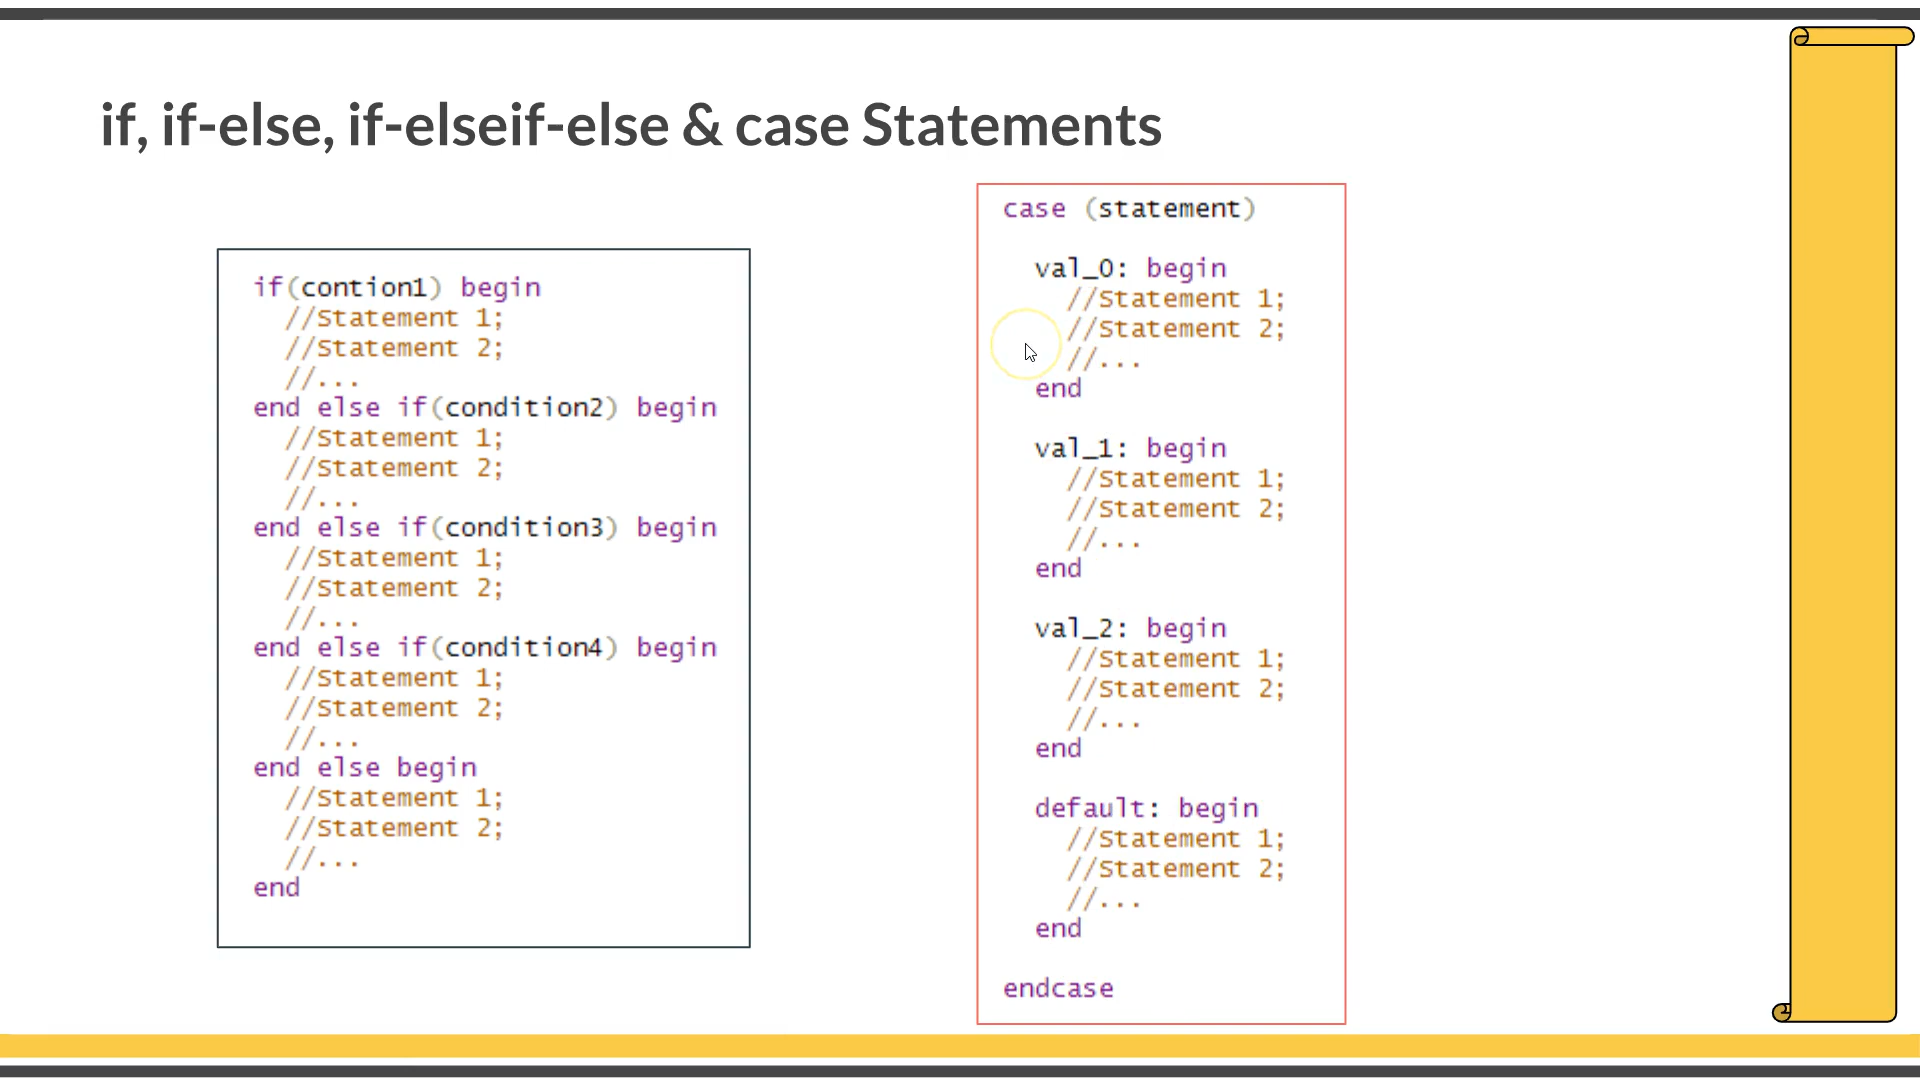 if, if-else, if-elseif-else & case Statements
if(contion1) begin
//Statement 1;
//Statement 2;
//...
end else if(condition2) begin
//Statement 1;
//Statement 2;
//...
end else if(condition3) begin
//Statement 1;
//Statement 2;
//...
end else if(condition4) begin
//Statement 1;
//Statement 2;
//...
end else begin
//Statement 1;
//Statement 2;
//...
end
case (statement)
val_0: begin
//Statement 1;
//Statement 2;
//...
end
val_1: begin
//Statement 1;
//Statement 2;
//...
end
val_2: begin
//Statement 1;
//Statement 2;
//...
end
default: begin
//Statement 1;
//Statement 2;
//...
end
endcase